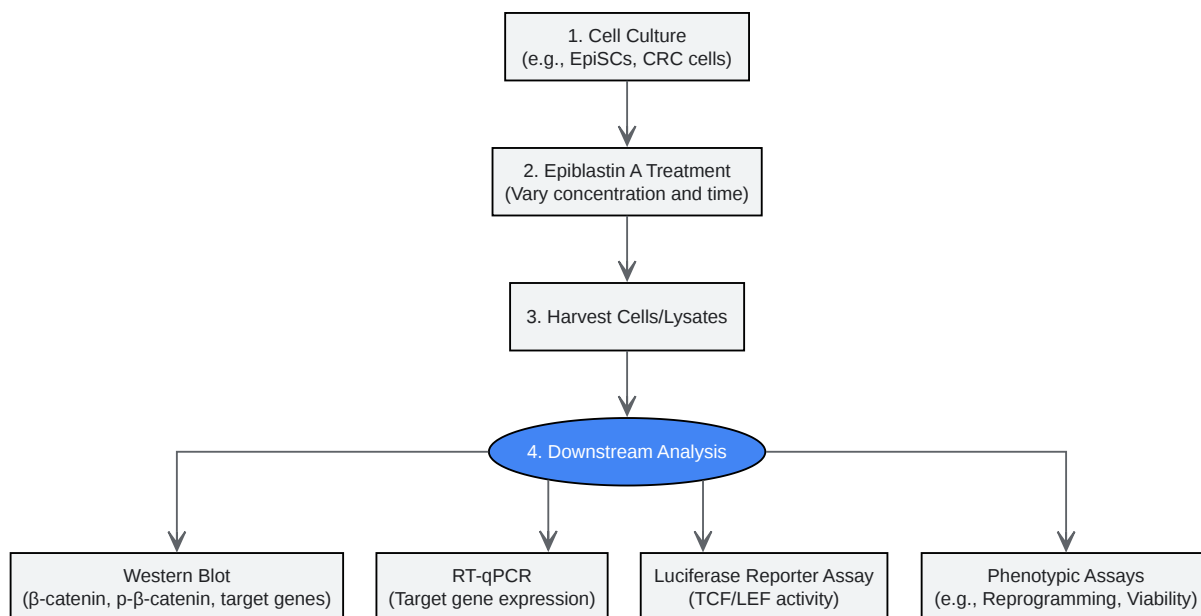 1. Cell Culture
(e.g., EpiSCs, CRC cells)
2. Epiblastin A Treatment
(Vary concentration and time)
3. Harvest Cells/Lysates
4. Downstream Analysis
Western Blot
(β-catenin, p-β-catenin, target genes)
RT-qPCR
(Target gene expression)
Luciferase Reporter Assay
(TCF/LEF activity)
Phenotypic Assays
(e.g., Reprogramming, Viability)